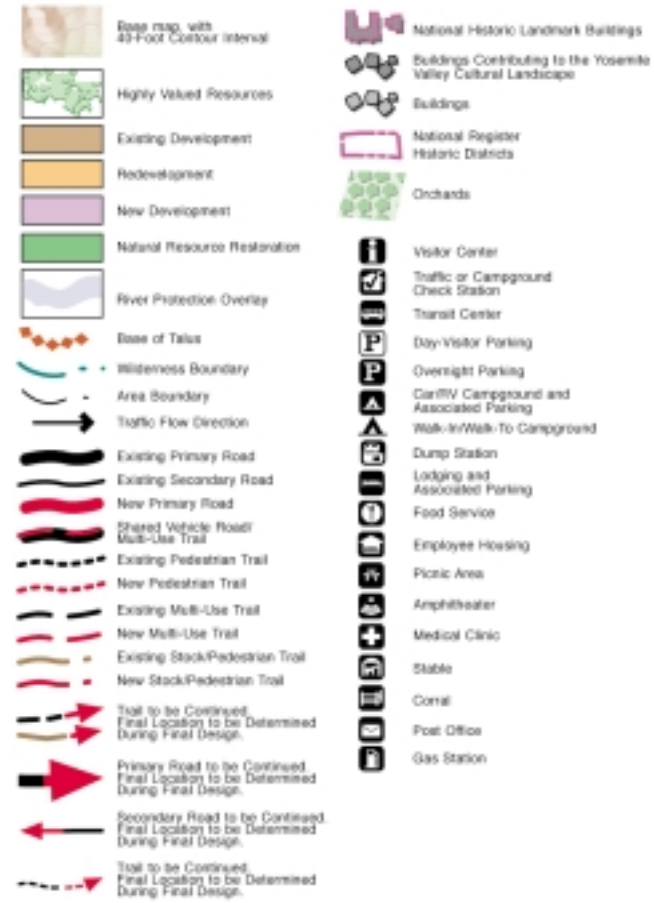 Base map, with
40-Foot Contour Interval
Highly Valued Resources
Existing Development
Redevelopment
New Development
Natural Resource Restoration
River Protection Overlay
Base of Talus
Wilderness Boundary
Area Boundary
Traffic Flow Direction
Existing Primary Road
Existing Secondary Road
New Primary Road
Shared Vehicle Road/
Multi-Use Trail
Existing Pedestrian Trail
New Pedestrian Trail
Existing Multi-Use Trail
New Multi-Use Trail
Existing Stock/Pedestrian Trail
New Stock/Pedestrian Trail
Trail to be Continued.
Final Location to be Determined
During Final Design.
Primary Road to be Continued.
Final Location to be Determined
During Final Design.
Secondary Road to be Continued.
Final Location to be Determined
During Final Design.
Trail to be Continued.
Final Location to be Determined
During Final Design.
National Historic Landmark Buildings
Buildings Contributing to the Yosemite
Valley Cultural Landscape
Buildings
National Register
Historic Districts
Orchards
Visitor Center
Traffic or Campground
Check Station
Transit Center
P Day-Visitor Parking
P Overnight Parking
Car/RV Campground and
Associated Parking
Walk-In/Walk-To Campground
Dump Station
Lodging and
Associated Parking
Food Service
Employee Housing
Picnic Area
Amphitheater
Medical Clinic
Stable
Corral
Post Office
Gas Station